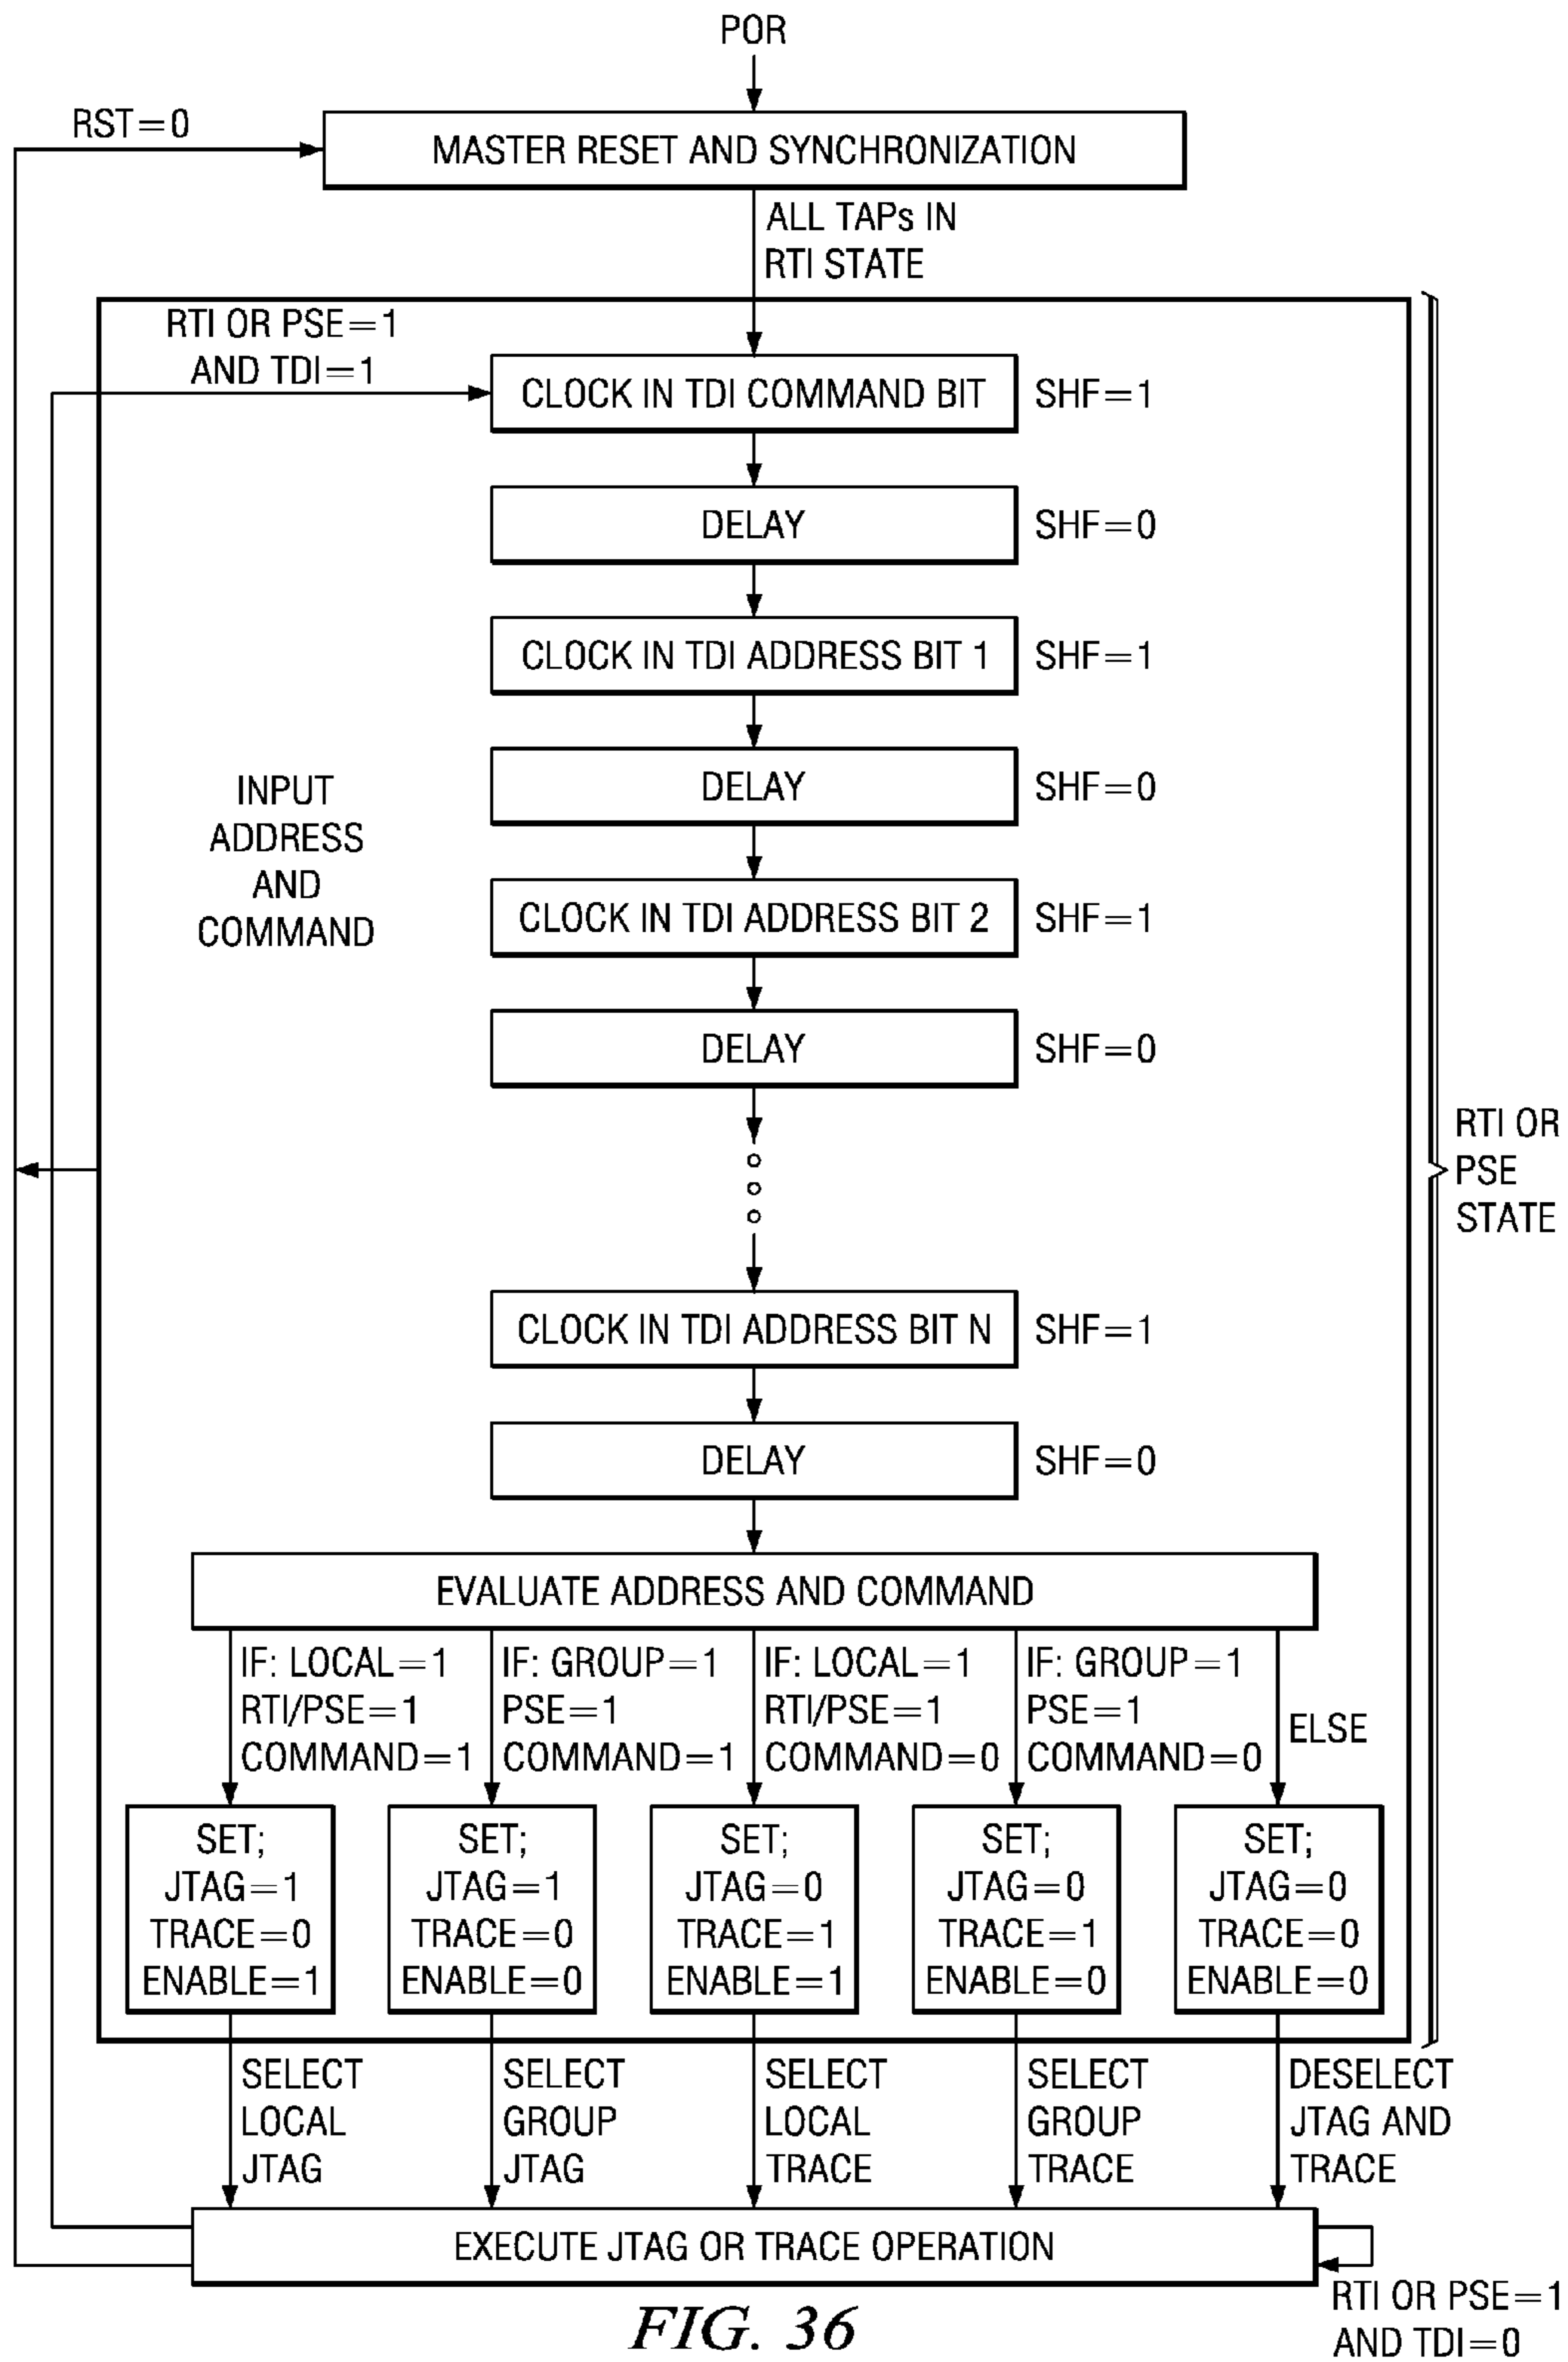 POR
RST=0
MASTER RESET AND SYNCHRONIZATION
ALL TAPs IN
RTI STATE
RTI OR PSE=1
AND TDI=1
CLOCK IN TDI COMMAND BIT
SHF=1
DELAY
SHF=0
CLOCK IN TDI ADDRESS BIT 1
SHF=1
DELAY
SHF=0
INPUT
ADDRESS
AND
COMMAND
CLOCK IN TDI ADDRESS BIT 2
SHF=1
DELAY
SHF=0
RTI OR
PSE
STATE
CLOCK IN TDI ADDRESS BIT N
SHF=1
DELAY
SHF=0
EVALUATE ADDRESS AND COMMAND
IF: LOCAL=1
RTI/PSE=1
COMMAND=1
IF: GROUP=1
PSE=1
COMMAND=1
IF: LOCAL=1
RTI/PSE=1
COMMAND=0
IF: GROUP=1
PSE=1
COMMAND=0
ELSE
SET;
JTAG=1
TRACE=0
ENABLE=1
SET;
JTAG=1
TRACE=0
ENABLE=0
SET;
JTAG=0
TRACE=1
ENABLE=1
SET;
JTAG=0
TRACE=1
ENABLE=0
SET;
JTAG=0
TRACE=0
ENABLE=0
SELECT
LOCAL
JTAG
SELECT
GROUP
JTAG
SELECT
LOCAL
TRACE
SELECT
GROUP
TRACE
DESELECT
JTAG AND
TRACE
EXECUTE JTAG OR TRACE OPERATION
RTI OR PSE=1
AND TDI=0
FIG. 36